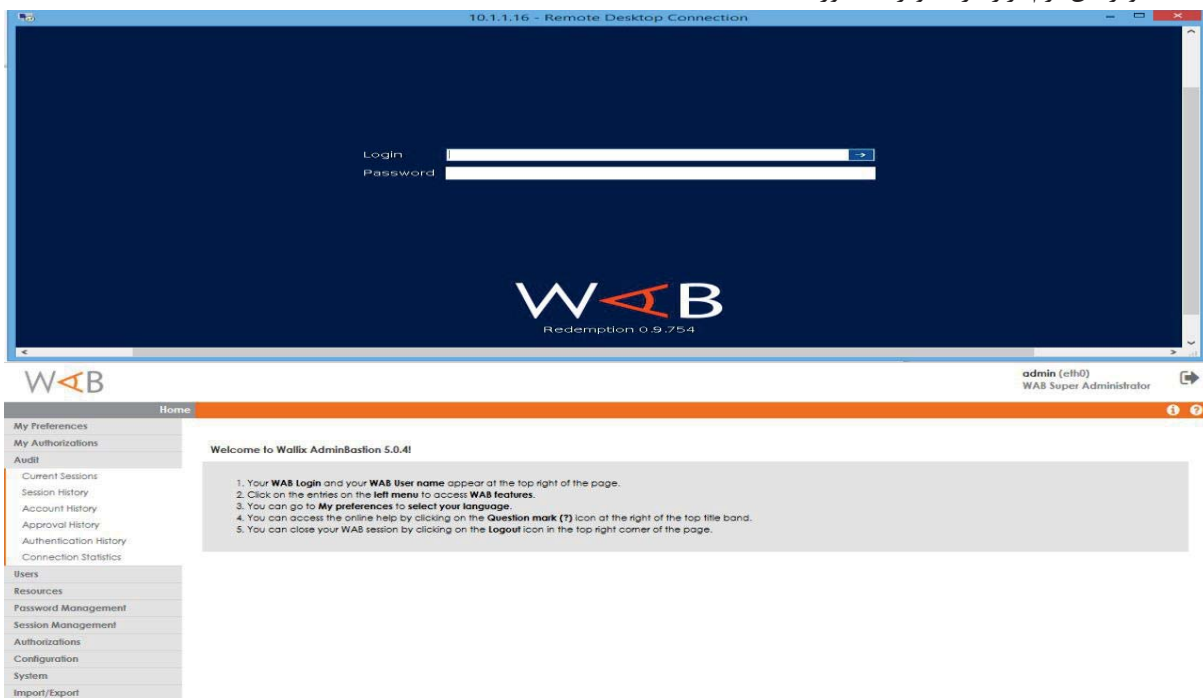 10.1.1.16 - Remote Desktop Connection
Login
Password
WAB
Redemption 0.9.754
WAB
admin (eth0)
WAB Super Administrator
Home
My Preferences
My Authorizations
Audit
Current Sessions
Session History
Account History
Approval History
Authentication History
Connection Statistics
Users
Resources
Password Management
Session Management
Authorizations
Configuration
System
Import/Export
Welcome to Wallix AdminBastion 5.0.4!
1. Your WAB Login and your WAB User name appear at the top right of the page.
2. Click on the entries on the left menu to access WAB features.
3. You can go to My preferences to select your language.
4. You can access the online help by clicking on the Question mark (?) icon at the right of the top title band.
5. You can close your WAB session by clicking on the Logout icon in the top right corner of the page.